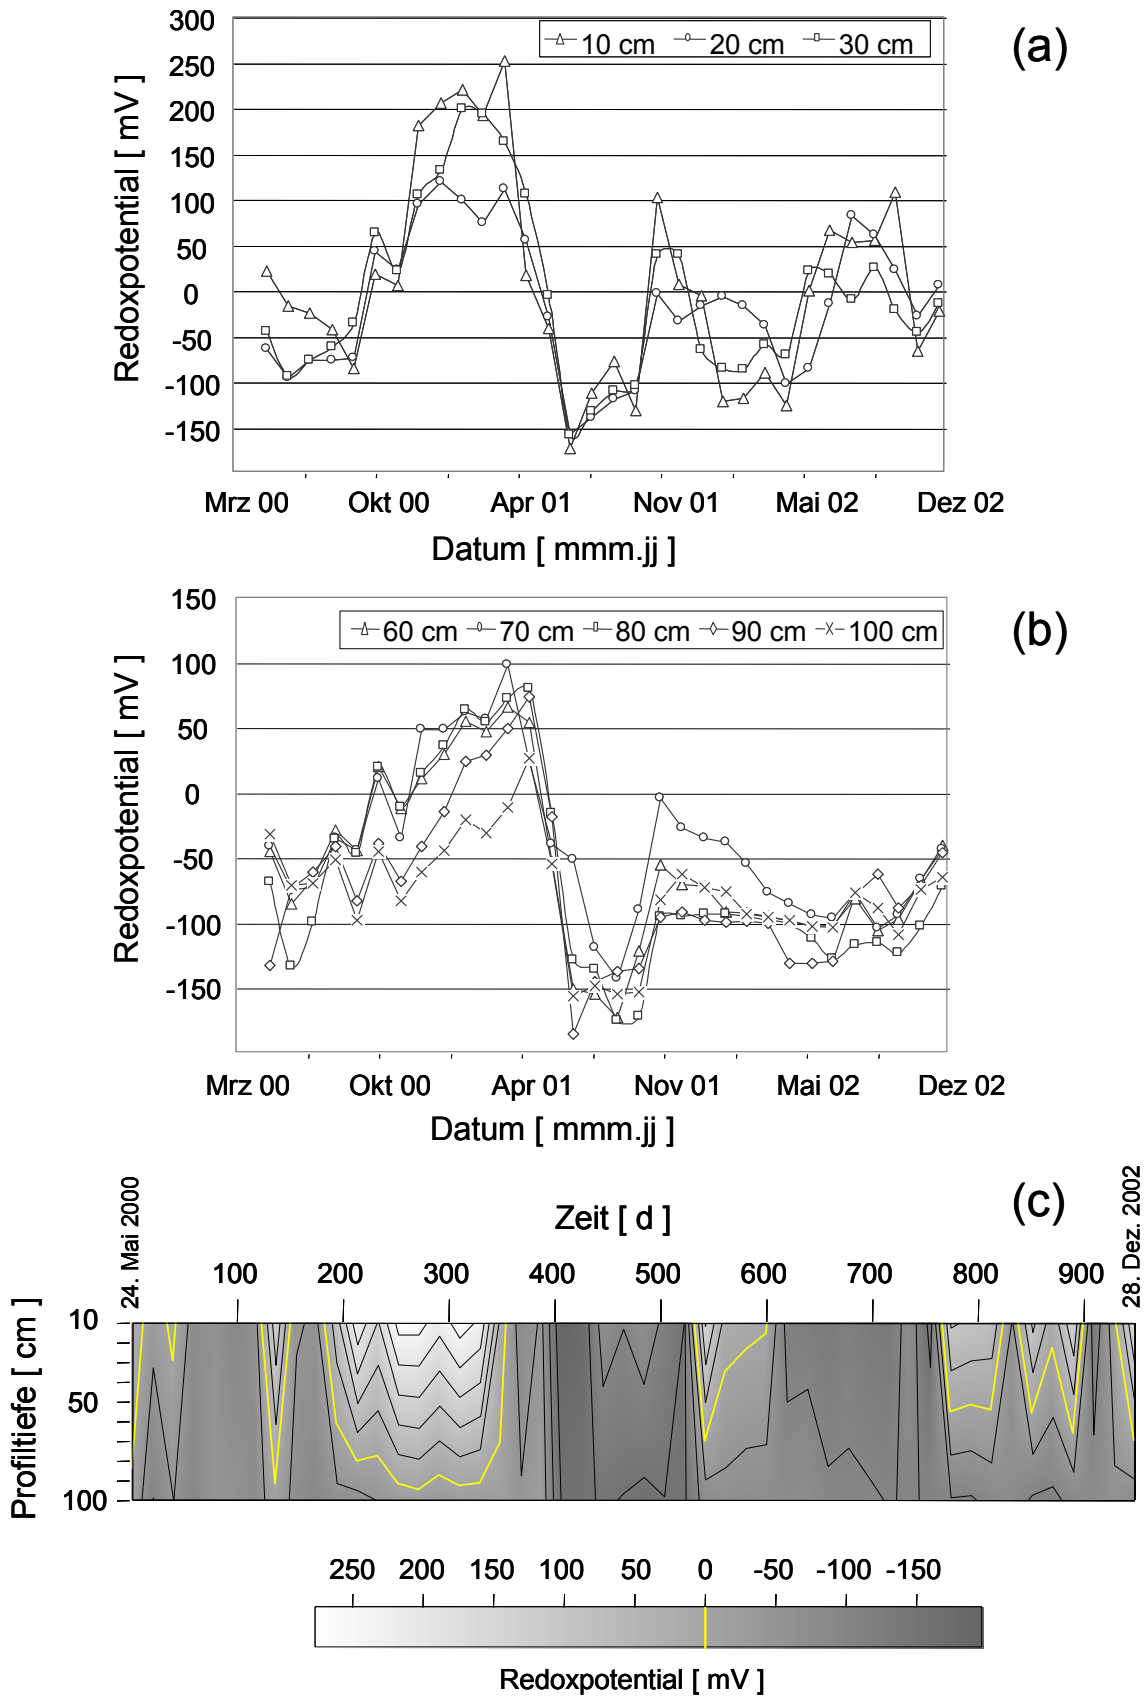 300
250
200
150
100
50
0
-50
-100
-150
Redoxpotential [ mV ]
10 cm 20 cm 30 cm
(a)
Mrz 00 Okt 00 Apr 01 Nov 01 Mai 02 Dez 02
Datum [ mmm.jj ]
150
100
50
0
-50
-100
-150
Redoxpotential [ mV ]
60 cm 70 cm 80 cm 90 cm 100 cm
(b)
Mrz 00 Okt 00 Apr 01 Nov 01 Mai 02 Dez 02
Datum [ mmm.jj ]
(c)
Zeit [ d ]
24. Mai 2000
100 200 300 400 500 600 700 800 900
28. Dez. 2002
Profiltiefe [ cm ]
10
50
100
250 200 150 100 50 0 -50 -100 -150
Redoxpotential [ mV ]